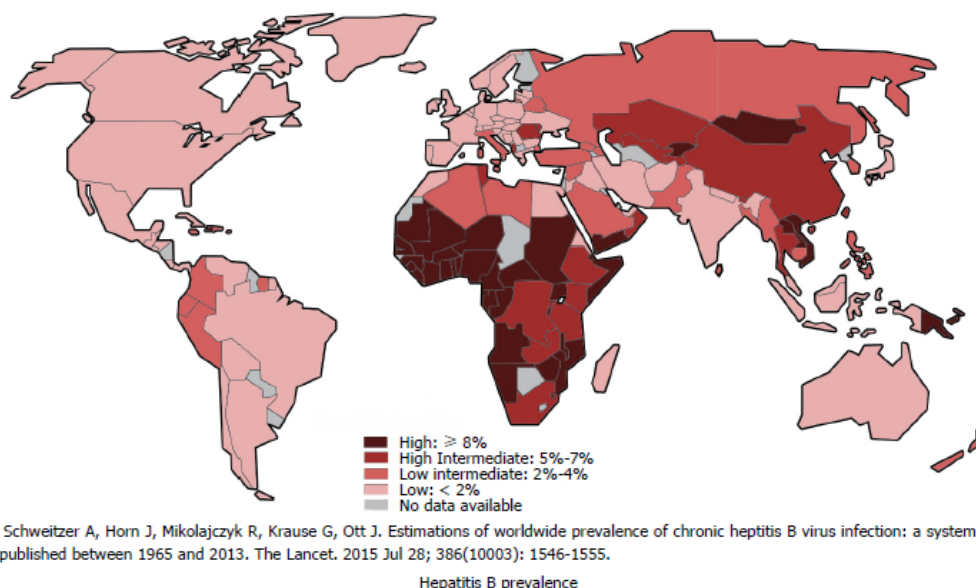 High: ≥ 8%
High Intermediate: 5%-7%
Low intermediate: 2%-4%
Low: < 2%
No data available
Schweitzer A, Horn J, Mikolajczyk R, Krause G, Ott J. Estimations of worldwide prevalence of chronic heptitis B virus infection: a system
published between 1965 and 2013. The Lancet. 2015 Jul 28; 386(10003): 1546-1555.
Hepatitis B prevalence